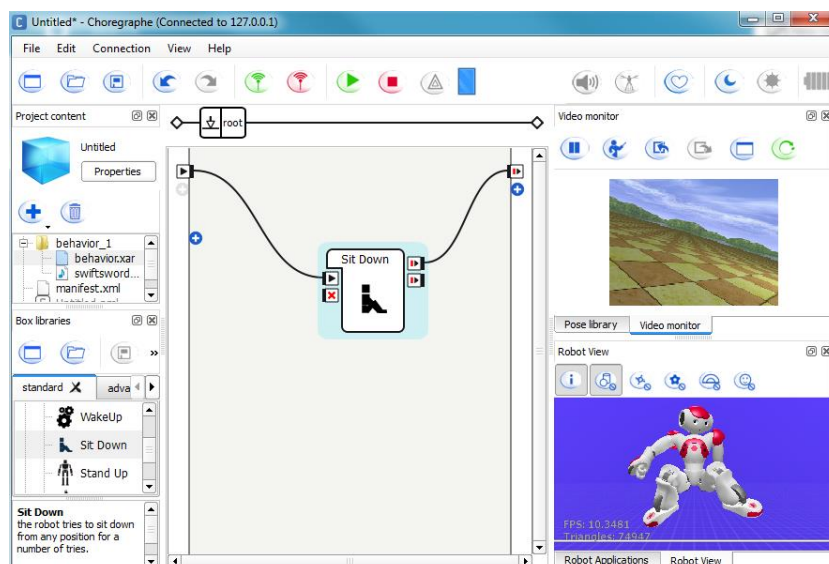 Untitled* - Choregraphe (Connected to 127.0.0.1)
File Edit Connection View Help
Project content
Untitled
Properties
behavior_1
behavior.xar
swiftsword...
manifest.xml
Box libraries
»
standard
adva
WakeUp
Sit Down
Stand Up
Sit Down
the robot tries to sit down
from any position for a
number of tries.
root
Sit Down
Video monitor
Pose library Video monitor
Robot View
FPS: 10.3481
Triangles: 74947
Robot Applications Robot View